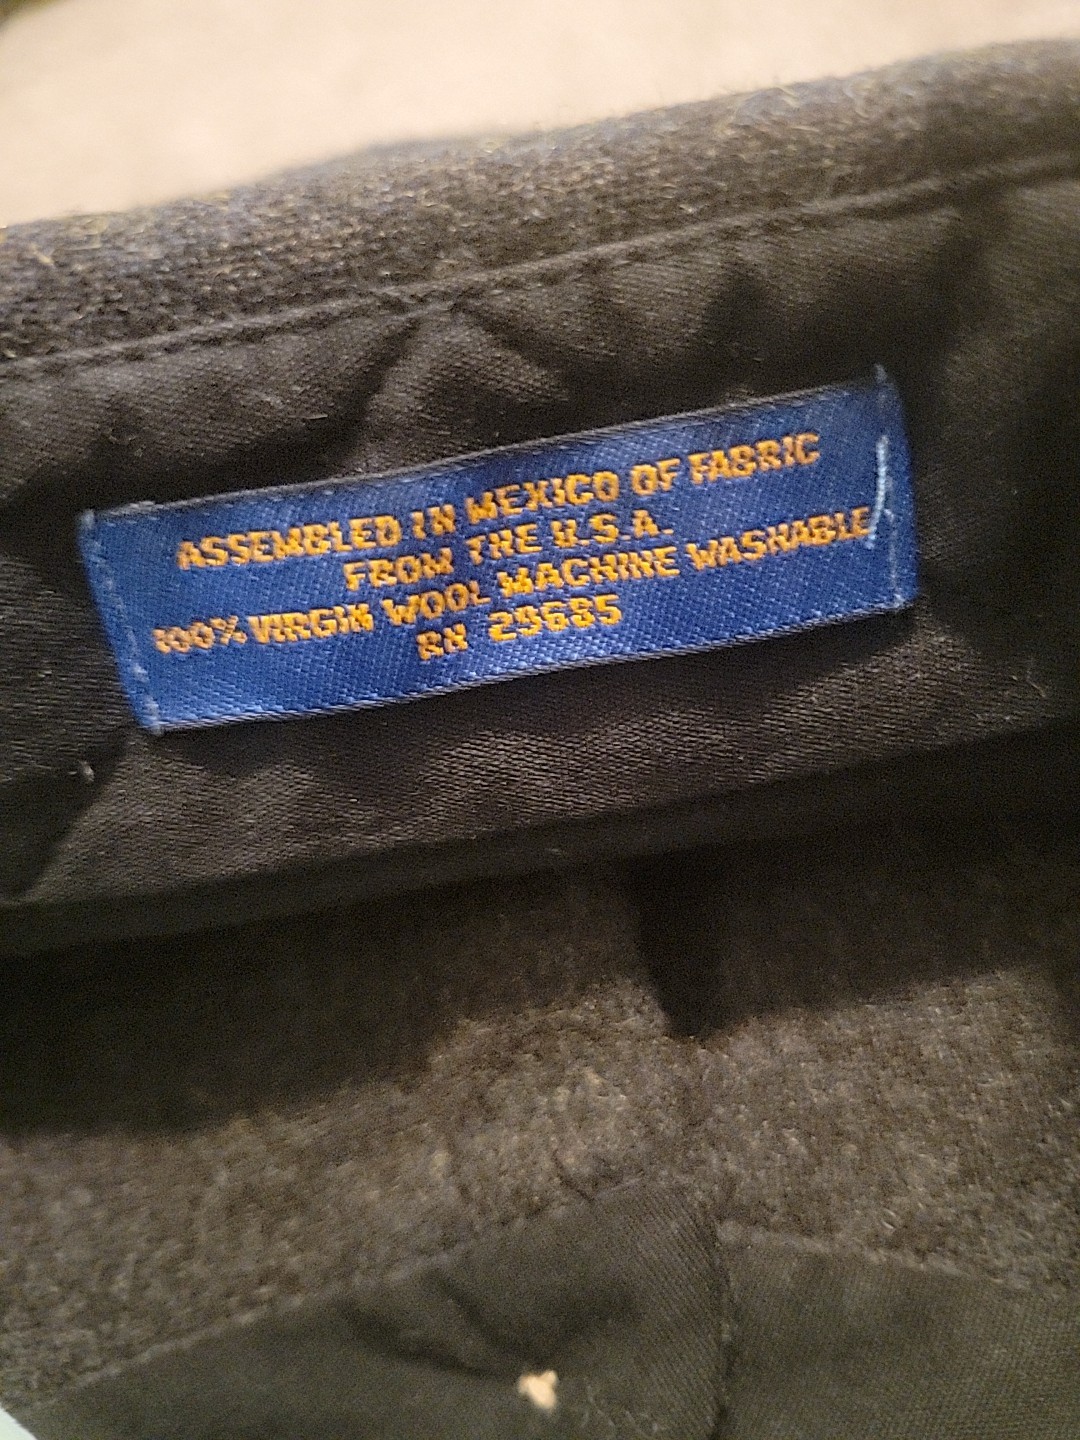 ASSEMBLED IN MEXICO OF FABRIC
FROM THE U.S.A.
100% VIRGIN WOOL MACHINE WASHABLE
RN 29685